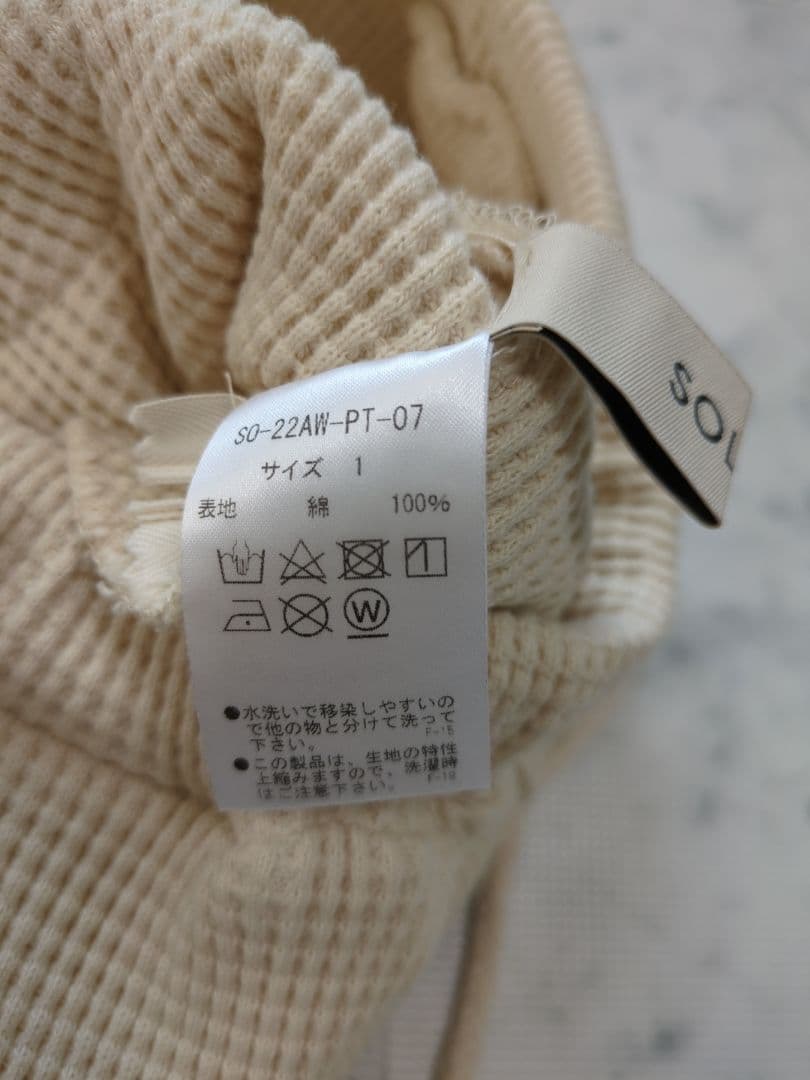 SO-22AW-PT-07
サイズ 1
表地 綿 100%
W
●水洗いで移染しやすいの
で他の物と分けて洗って
下さい。 F-15
●この製品は、生地の特性
上縮みますので、洗濯時
はご注意下さい。 F-18
SOL